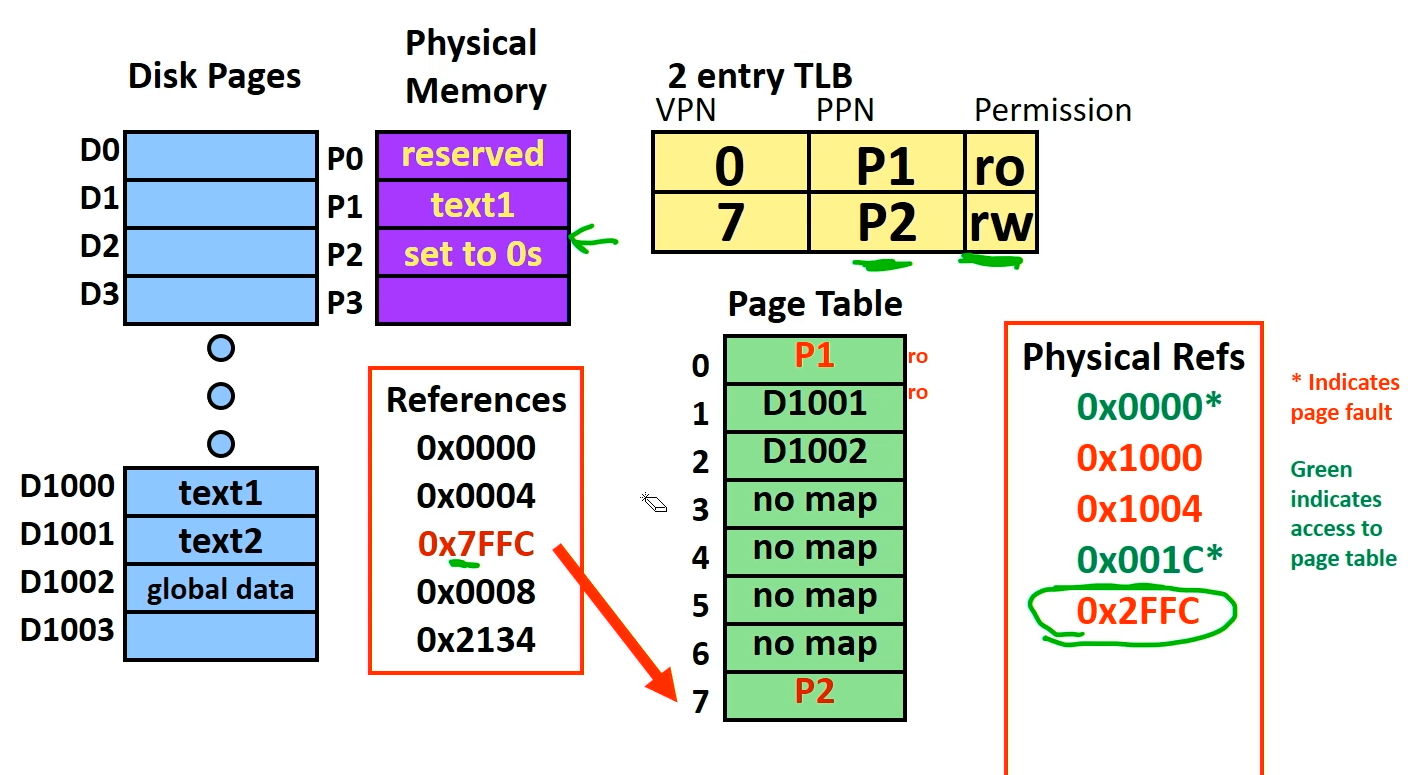 Disk Pages
D0
D1
D2
D3
D1000 text1
D1001 text2
D1002 global data
D1003
Physical
Memory
P0 reserved
P1 text1
P2 set to 0s
P3
2 entry TLB
VPN PPN Permission
0 P1 ro
7 P2 rw
References
0x0000
0x0004
0x7FFC
0x0008
0x2134
Page Table
0 P1 ro
1 D1001 ro
2 D1002
3 no map
4 no map
5 no map
6 no map
7 P2
Physical Refs
0x0000*
0x1000
0x1004
0x001C*
0x2FFC
* Indicates
page fault
Green
indicates
access to
page table